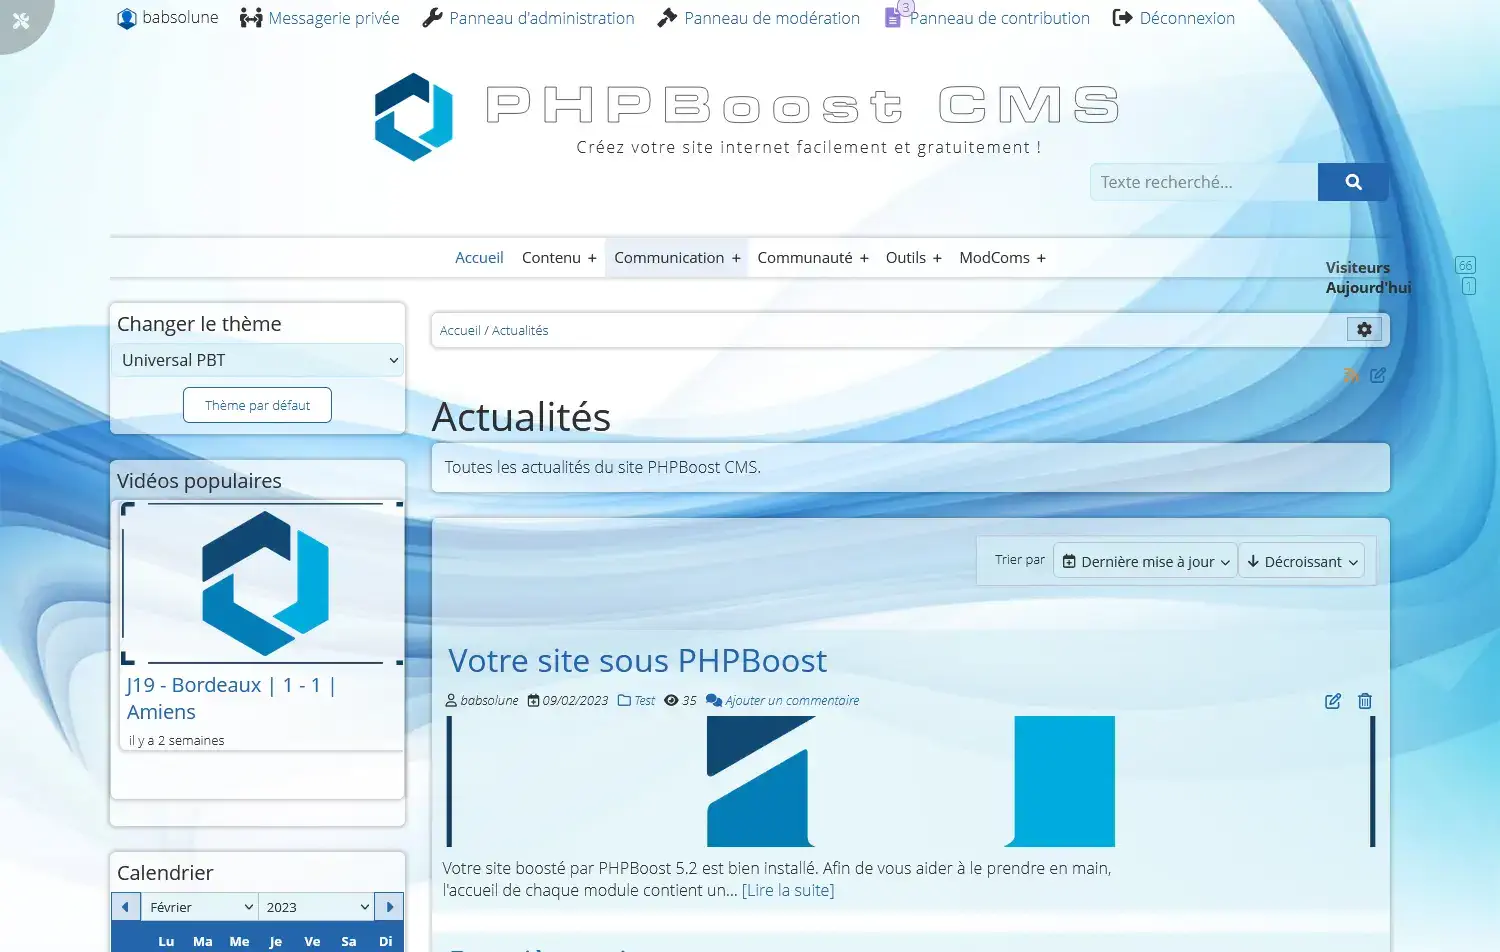 babsolune Messagerie privée Panneau d'administration Panneau de modération 3 Panneau de contribution Déconnexion
PHPBoost CMS
Créez votre site internet facilement et gratuitement !
Texte recherché...
Accueil Contenu + Communication + Communauté + Outils + ModComs +
Visiteurs 66
Aujourd'hui 1
Changer le thème
Universal PBT
Thème par défaut
Vidéos populaires
J19 - Bordeaux | 1 - 1 |
Amiens
il y a 2 semaines
Calendrier
Février 2023
Lu Ma Me Je Ve Sa Di
Accueil / Actualités
Actualités
Toutes les actualités du site PHPBoost CMS.
Trier par Dernière mise à jour Décroissant
Votre site sous PHPBoost
babsolune 09/02/2023 Test 35 Ajouter un commentaire
Votre site boosté par PHPBoost 5.2 est bien installé. Afin de vous aider à le prendre en main,
l'accueil de chaque module contient un... [Lire la suite]